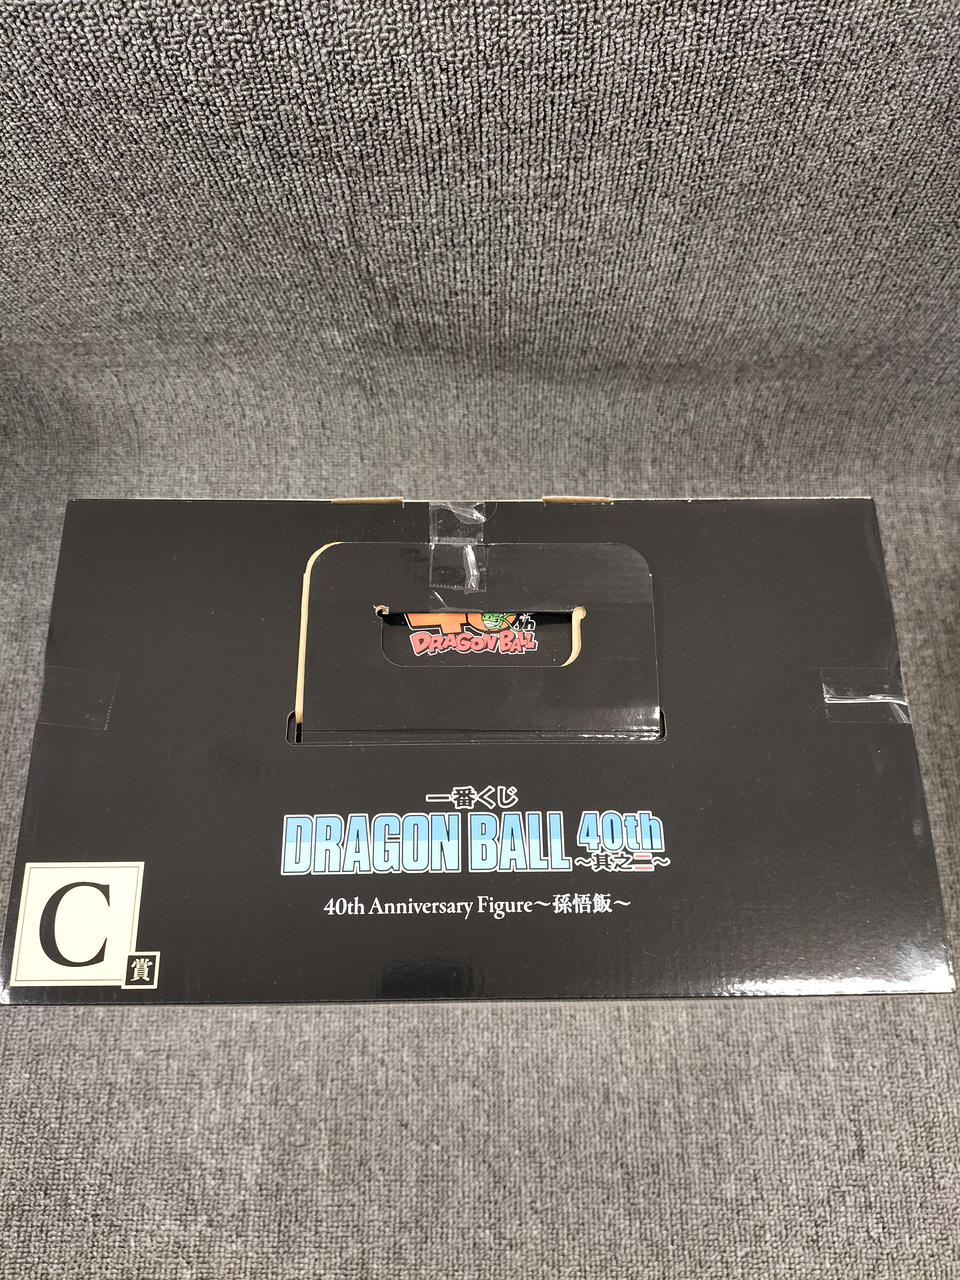 DRAGON BALL
一番くじ
DRAGON BALL 40th
～其之二～
40th Anniversary Figure～孫悟飯～
C
賞